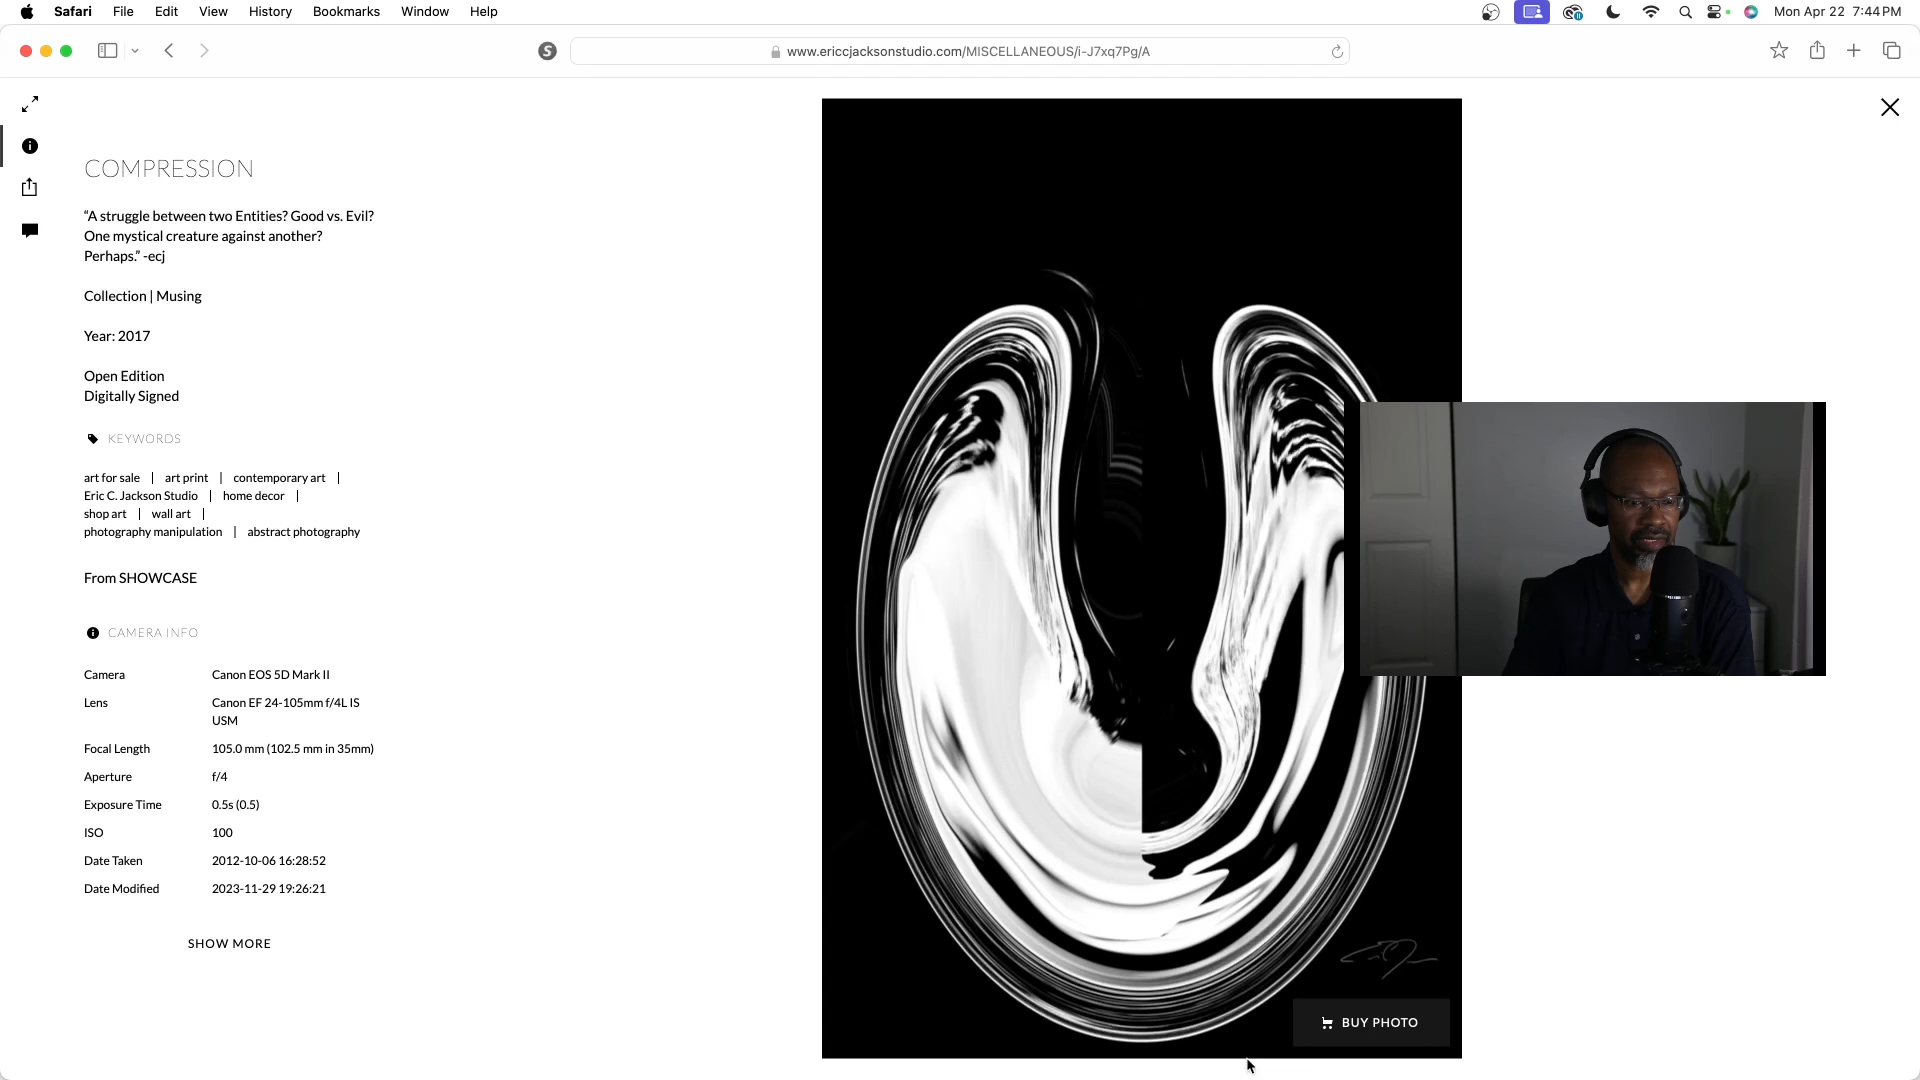 Safari File Edit View History Bookmarks Window Help Mon Apr 22 7:44 PM
www.ericcjacksonstudio.com/MISCELLANEOUS/i-J7xq7Pg/A
COMPRESSION
“A struggle between two Entities? Good vs. Evil?
One mystical creature against another?
Perhaps.” -ecj
Collection | Musing
Year: 2017
Open Edition
Digitally Signed
KEYWORDS
art for sale | art print | contemporary art |
Eric C. Jackson Studio | home decor |
shop art | wall art |
photography manipulation | abstract photography
From SHOWCASE
CAMERA INFO
Camera Canon EOS 5D Mark II
Lens Canon EF 24-105mm f/4L IS
USM
Focal Length 105.0 mm (102.5 mm in 35mm)
Aperture f/4
Exposure Time 0.5s (0.5)
ISO 100
Date Taken 2012-10-06 16:28:52
Date Modified 2023-11-29 19:26:21
SHOW MORE
BUY PHOTO